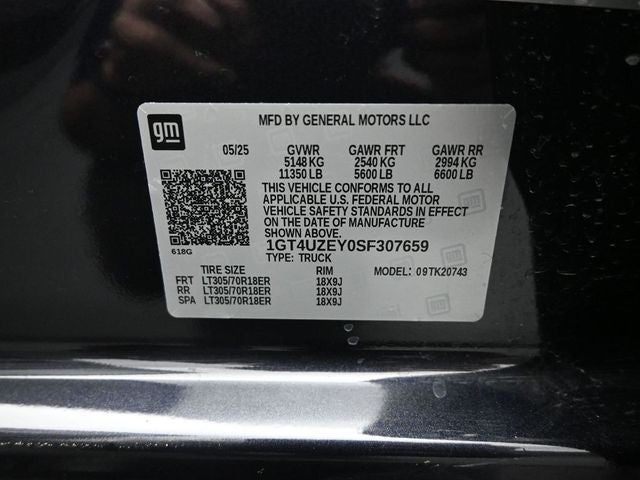 gm
MFD BY GENERAL MOTORS LLC
05/25 GVWR GAWR FRT GAWR RR
5148 KG 2540 KG 2994 KG
11350 LB 5600 LB 6600 LB
THIS VEHICLE CONFORMS TO ALL
APPLICABLE U.S. FEDERAL MOTOR
VEHICLE SAFETY STANDARDS IN EFFECT
ON THE DATE OF MANUFACTURE
SHOWN ABOVE.
618G
1GT4UZEY0SF307659
TYPE: TRUCK
TIRE SIZE RIM MODEL: 09TK20743
FRT LT305/70R18ER 18X9J
RR LT305/70R18ER 18X9J
SPA LT305/70R18ER 18X9J